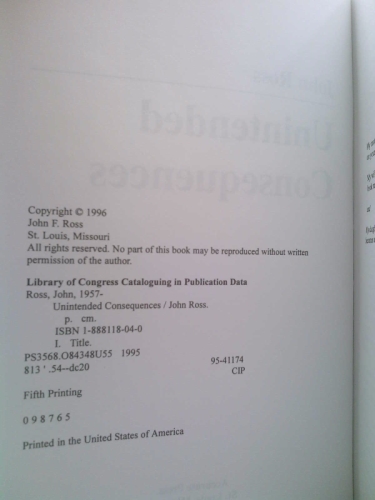 Copyright © 1996
John F. Ross
St. Louis, Missouri
All rights reserved. No part of this book may be reproduced without written
permission of the author.
Library of Congress Cataloguing in Publication Data
Ross, John, 1957-
Unintended Consequences / John Ross.
p. cm.
ISBN 1-888118-04-0
I. Title.
PS3568.O84348U55 1995
813 ' .54--dc20
95-41174
CIP
Fifth Printing
0 9 8 7 6 5
Printed in the United States of America